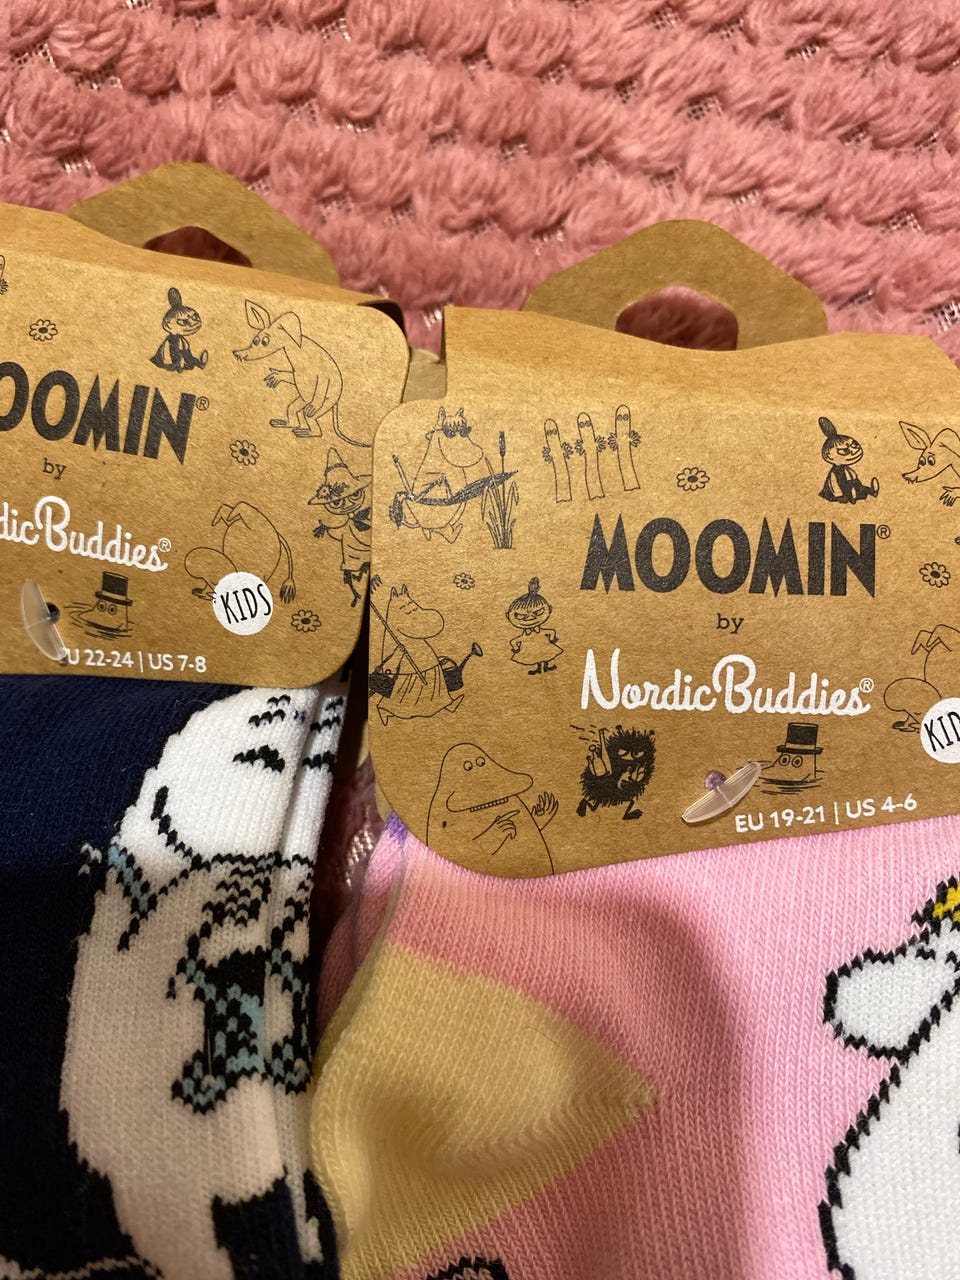 OOMIN®
by
dicBuddies®
KIDS
EU 22-24 | US 7-8
MOOMIN®
by
NordicBuddies®
KID
EU 19-21 | US 4-6